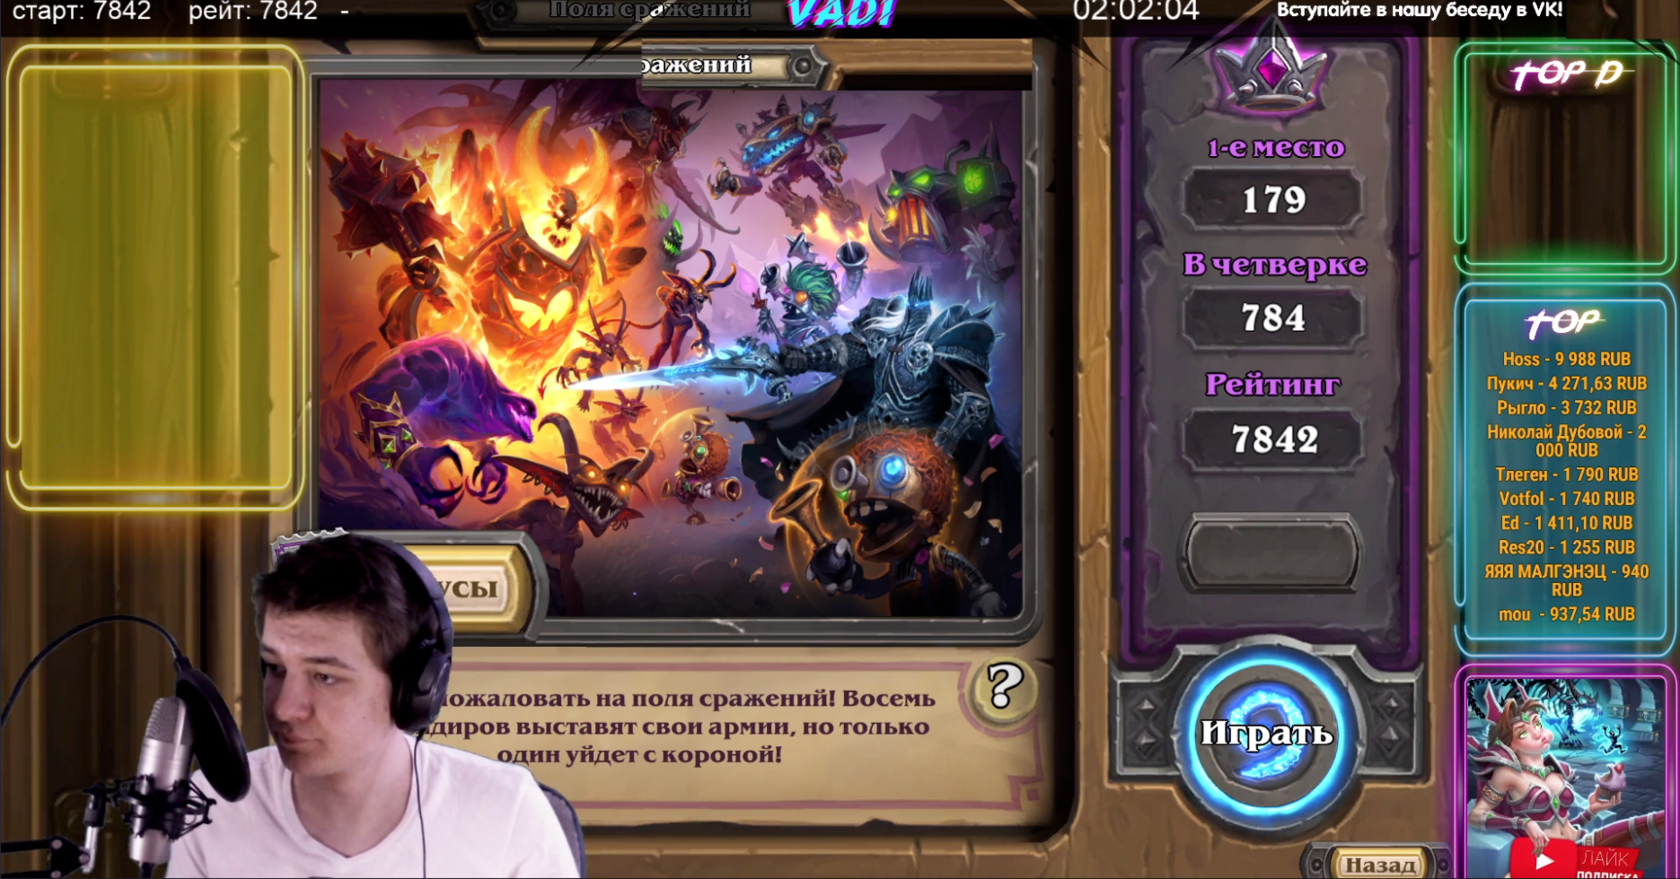 старт: 7842 рейт: 7842 -
Поля сражений
VADI
02:02:04
Вступайте в нашу беседу в VK!
ражений
1-е место
179
В четверке
784
Рейтинг
7842
усы
ожаловать на поля сражений! Восемь
диров выставят свои армии, но только
один уйдет с короной!
?
Играть
Назад
TOP D
TOP
Hoss - 9 988 RUB
Пукич - 4 271,63 RUB
Рыгло - 3 732 RUB
Николай Дубовой - 2
000 RUB
Тлеген - 1 790 RUB
Votfol - 1 740 RUB
Ed - 1 411,10 RUB
Res20 - 1 255 RUB
ЯЯЯ МАЛГЭНЭЦ - 940
RUB
mou - 937,54 RUB
ЛАЙК
ПОДПИСКА